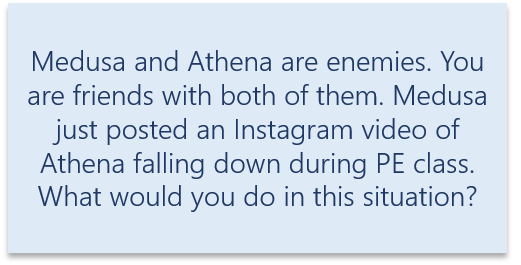 Medusa and Athena are enemies. You
are friends with both of them. Medusa
just posted an Instagram video of
Athena falling down during PE class.
What would you do in this situation?